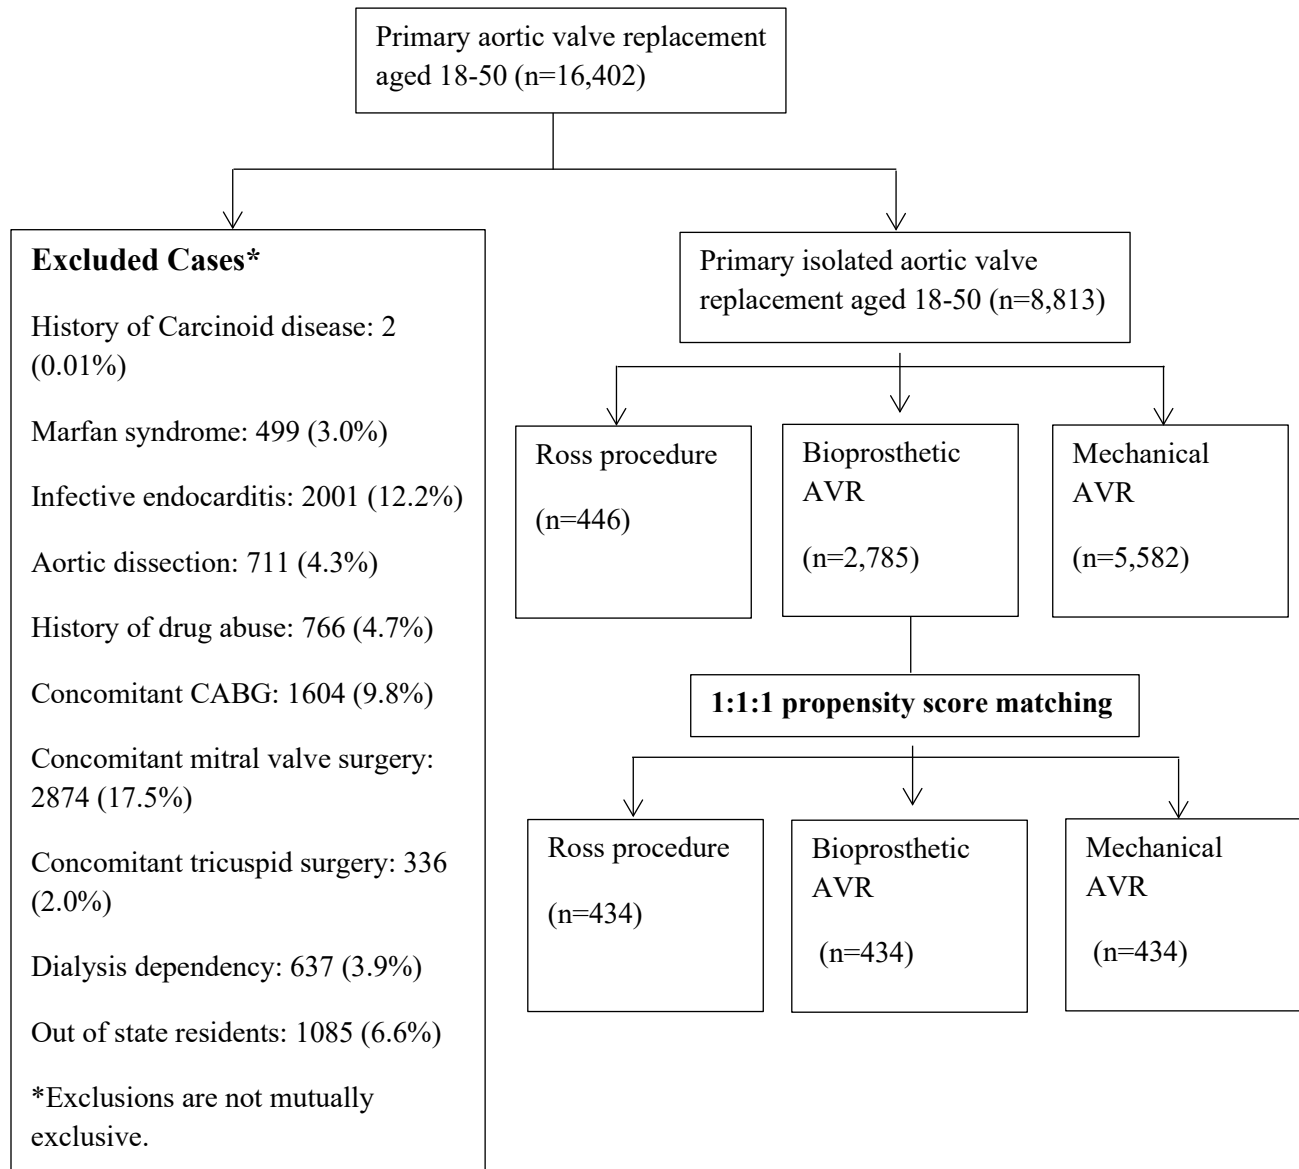 Primary aortic valve replacement
aged 18-50 (n=16,402)
Excluded Cases*
History of Carcinoid disease: 2
(0.01%)
Marfan syndrome: 499 (3.0%)
Infective endocarditis: 2001 (12.2%)
Aortic dissection: 711 (4.3%)
History of drug abuse: 766 (4.7%)
Concomitant CABG: 1604 (9.8%)
Concomitant mitral valve surgery:
2874 (17.5%)
Concomitant tricuspid surgery: 336
(2.0%)
Dialysis dependency: 637 (3.9%)
Out of state residents: 1085 (6.6%)
*Exclusions are not mutually
exclusive.
Primary isolated aortic valve
replacement aged 18-50 (n=8,813)
Ross procedure
(n=446)
Bioprosthetic
AVR
(n=2,785)
Mechanical
AVR
(n=5,582)
1:1:1 propensity score matching
Ross procedure
(n=434)
Bioprosthetic
AVR
(n=434)
Mechanical
AVR
(n=434)